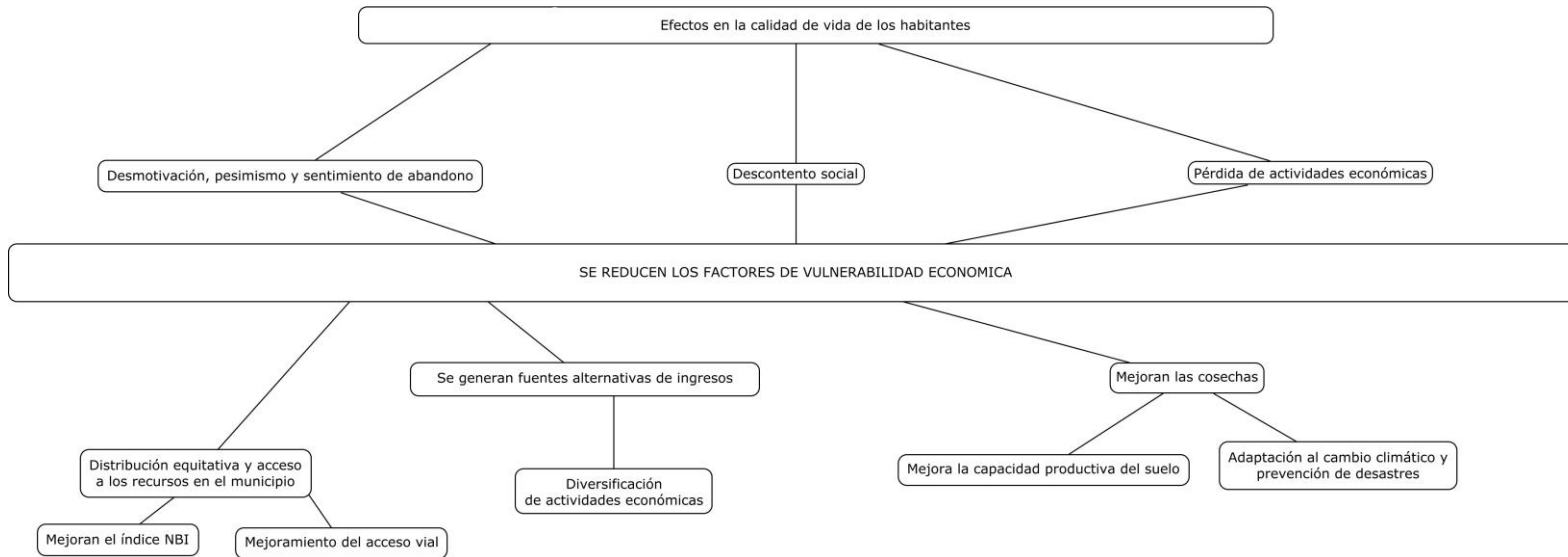 Efectos en la calidad de vida de los habitantes
Desmotivación, pesimismo y sentimiento de abandono
Descontento social
Pérdida de actividades económicas
SE REDUCEN LOS FACTORES DE VULNERABILIDAD ECONOMICA
Se generan fuentes alternativas de ingresos
Mejoran las cosechas
Distribución equitativa y acceso
a los recursos en el municipio
Diversificación
de actividades económicas
Mejora la capacidad productiva del suelo
Adaptación al cambio climático y
prevención de desastres
Mejoran el índice NBI
Mejoramiento del acceso vial